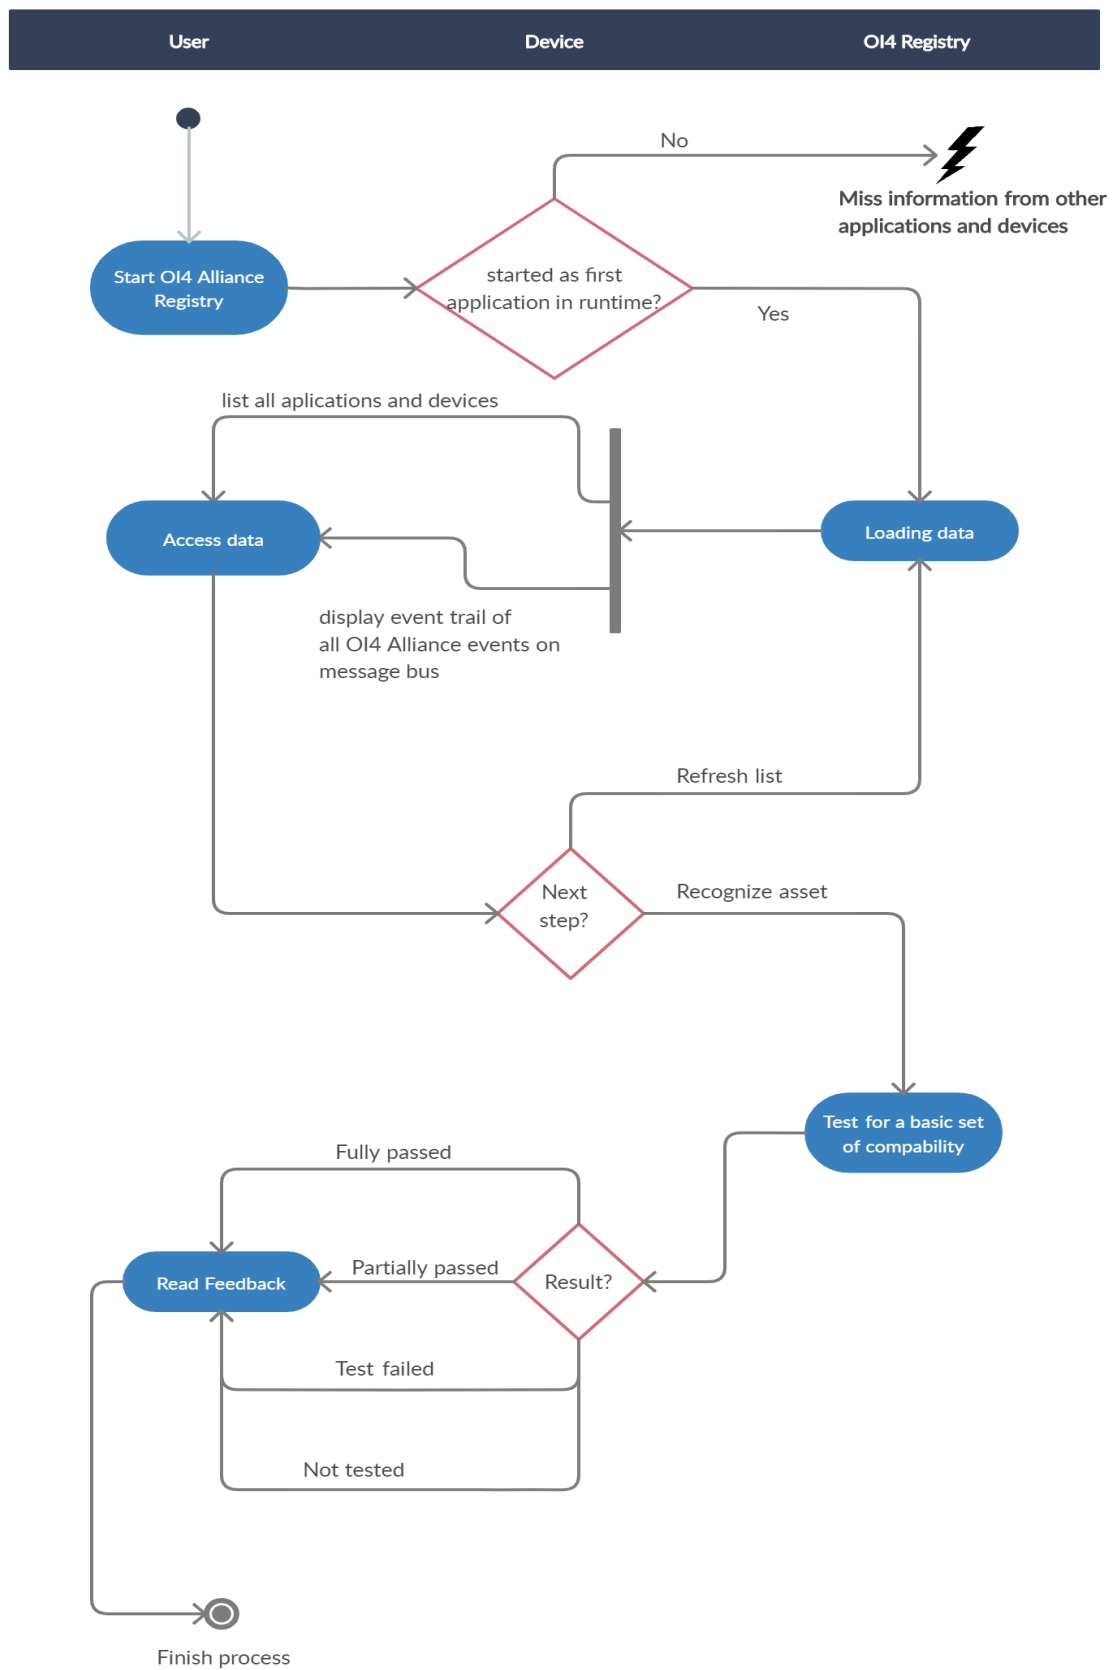 User
Device
OI4 Registry
No
Miss information from other
applications and devices
Start OI4 Alliance
Registry
started as first
application in runtime?
Yes
list all aplications and devices
Access data
Loading data
display event trail of
all OI4 Alliance events on
message bus
Refresh list
Next
step?
Recognize asset
Test for a basic set
of compability
Fully passed
Partially passed
Read Feedback
Result?
Test failed
Not tested
Finish process